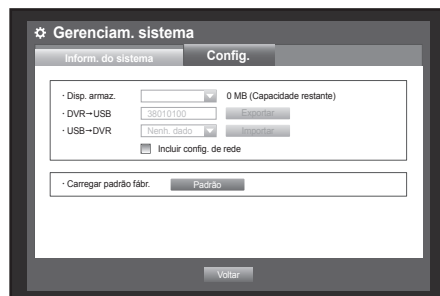 Gerenciam. sistema
Inform. do sistema Config.
· Disp. armaz. 0 MB (Capacidade restante)
· DVR→USB 38010100 Exportar
· USB→DVR Nenh. dado Importar
Incluir config. de rede
· Carregar padrão fábr. Padrão
Voltar